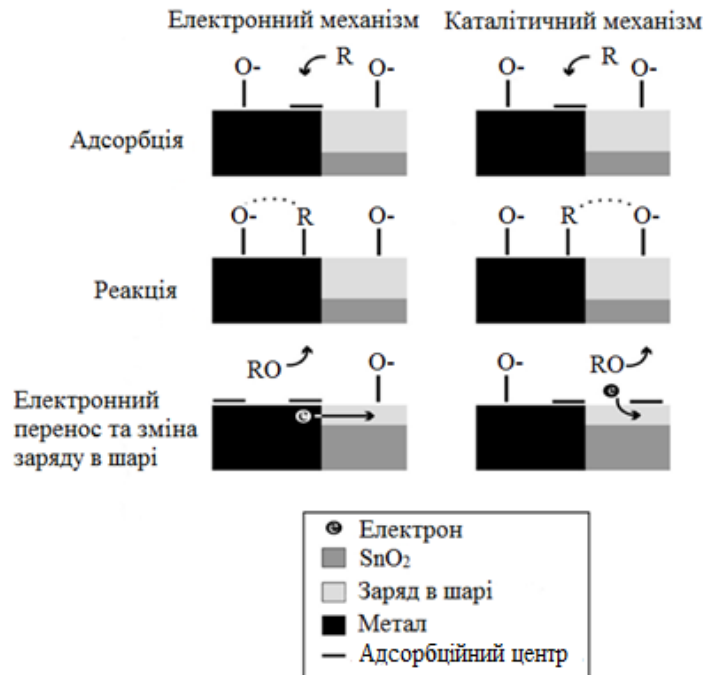 Електронний механізм Каталітичний механізм
O- R O- O- R O-
Адсорбція
O- R O- O- R O-
Реакція
RO O- O- RO e
Електронний
перенос та зміна
заряду в шарі
e
e Електрон
SnO₂
Заряд в шарі
Метал
Адсорбційний центр